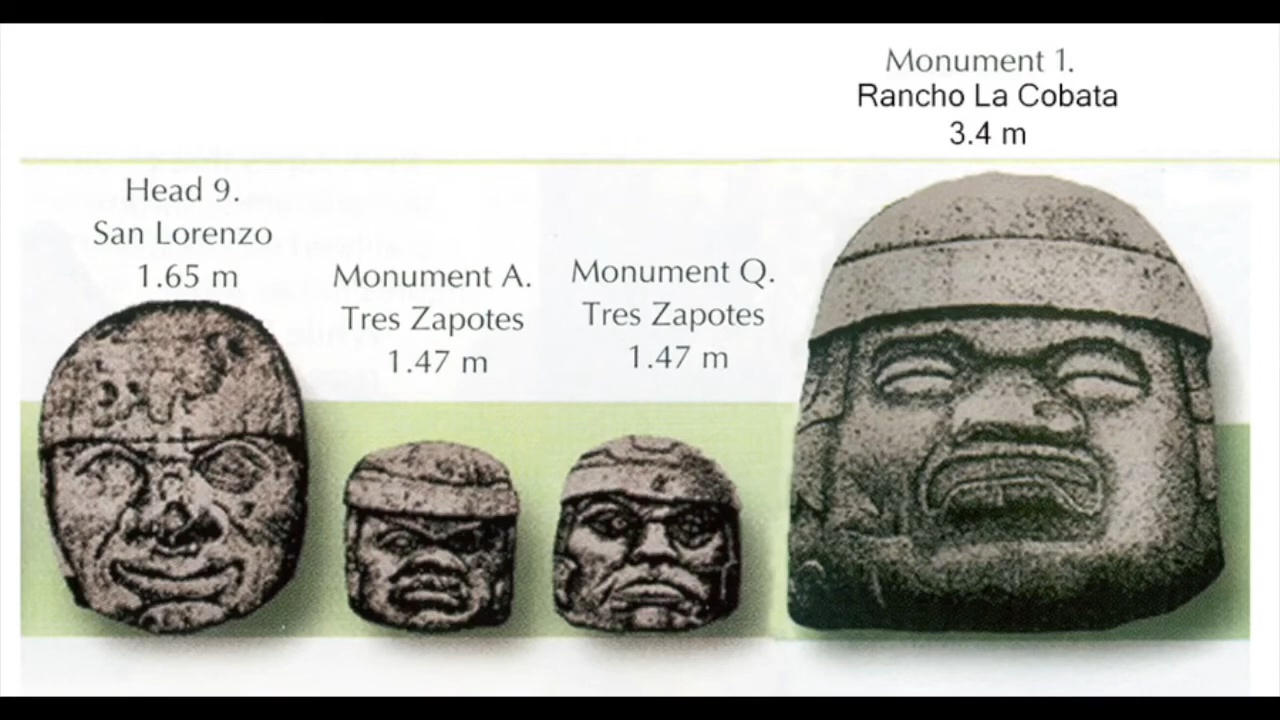 Monument 1.
Rancho La Cobata
3.4 m
Head 9.
San Lorenzo
1.65 m
Monument A.
Tres Zapotes
1.47 m
Monument Q.
Tres Zapotes
1.47 m